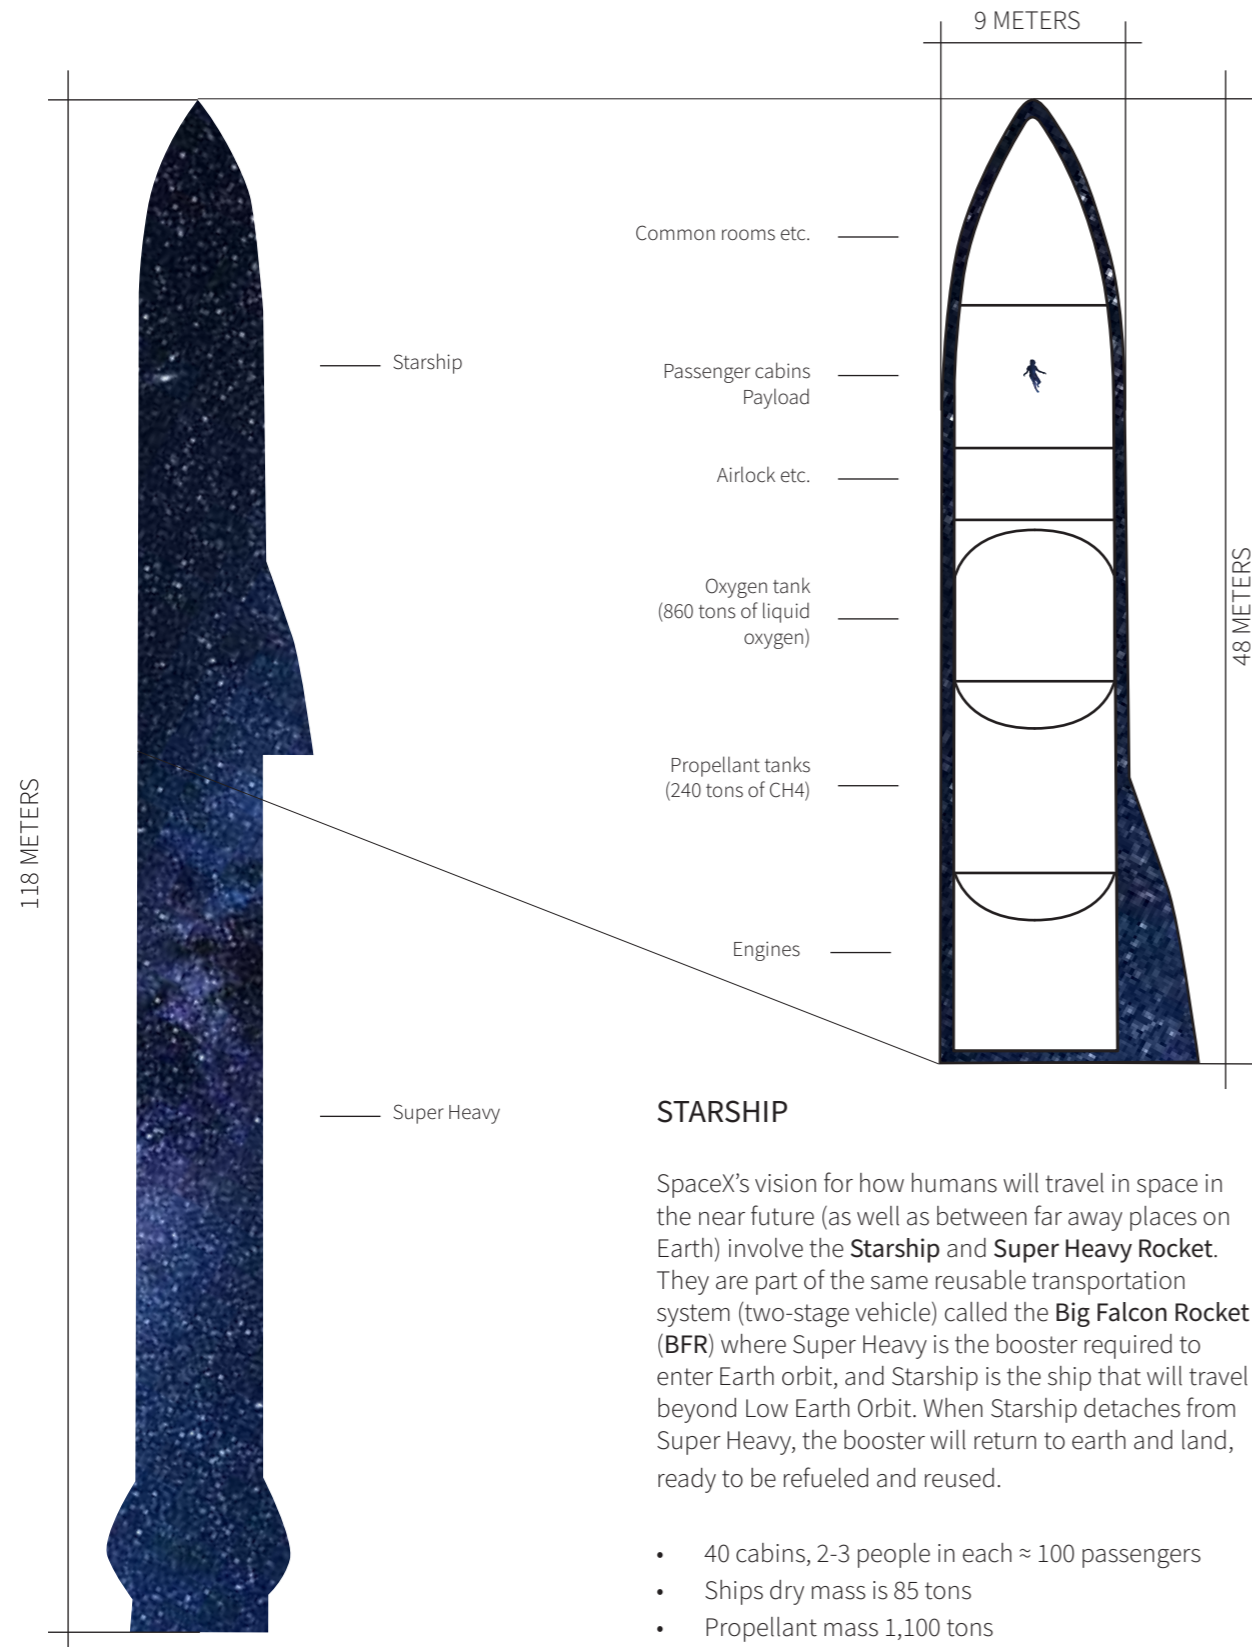 9 METERS
Common rooms etc.
Starship
Passenger cabins
Payload
Airlock etc.
Oxygen tank
(860 tons of liquid
oxygen)
48 METERS
Propellant tanks
(240 tons of CH4)
118 METERS
Engines
Super Heavy
STARSHIP
SpaceX’s vision for how humans will travel in space in
the near future (as well as between far away places on
Earth) involve the Starship and Super Heavy Rocket.
They are part of the same reusable transportation
system (two-stage vehicle) called the Big Falcon Rocket
(BFR) where Super Heavy is the booster required to
enter Earth orbit, and Starship is the ship that will travel
beyond Low Earth Orbit. When Starship detaches from
Super Heavy, the booster will return to earth and land,
ready to be refueled and reused.
• 40 cabins, 2-3 people in each ≈ 100 passengers
• Ships dry mass is 85 tons
• Propellant mass 1,100 tons